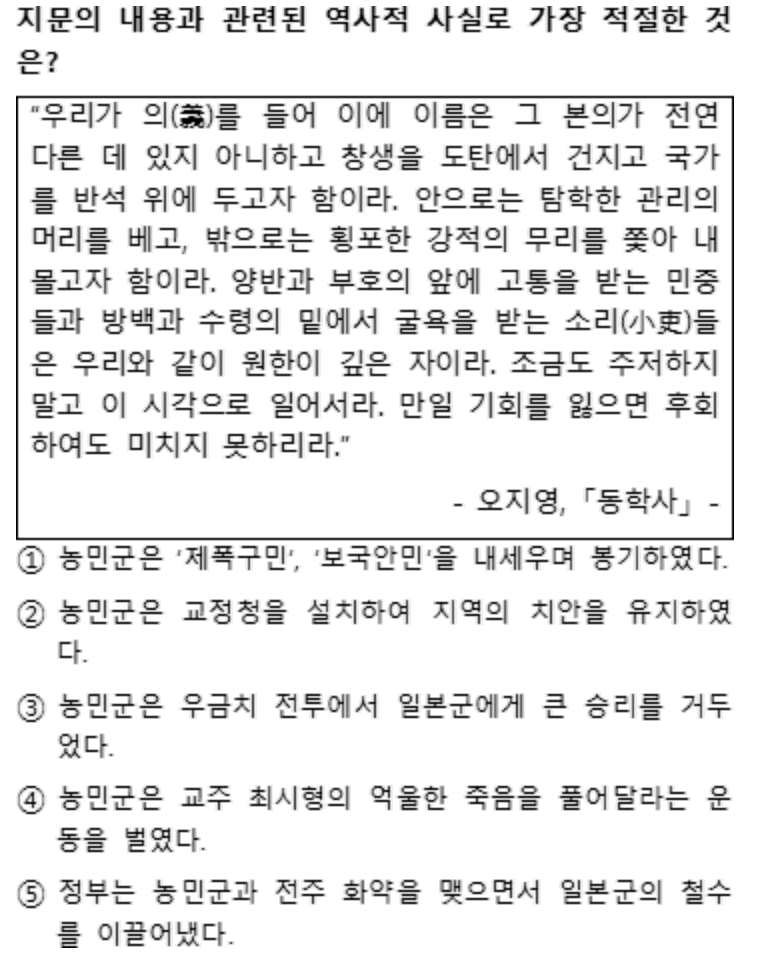 지문의 내용과 관련된 역사적 사실로 가장 적절한 것
은?
“우리가 의(義)를 들어 이에 이름은 그 본의가 전연
다른 데 있지 아니하고 창생을 도탄에서 건지고 국가
를 반석 위에 두고자 함이라. 안으로는 탐학한 관리의
머리를 베고, 밖으로는 횡포한 강적의 무리를 쫓아 내
몰고자 함이라. 양반과 부호의 앞에 고통을 받는 민중
들과 방백과 수령의 밑에서 굴욕을 받는 소리(小吏)들
은 우리와 같이 원한이 깊은 자이라. 조금도 주저하지
말고 이 시각으로 일어서라. 만일 기회를 잃으면 후회
하여도 미치지 못하리라.”
- 오지영, 「동학사」 -
① 농민군은 ‘제폭구민’, ‘보국안민‘을 내세우며 봉기하였다.
② 농민군은 교정청을 설치하여 지역의 치안을 유지하였
다.
③ 농민군은 우금치 전투에서 일본군에게 큰 승리를 거두
었다.
④ 농민군은 교주 최시형의 억울한 죽음을 풀어달라는 운
동을 벌였다.
⑤ 정부는 농민군과 전주 화약을 맺으면서 일본군의 철수
를 이끌어냈다.